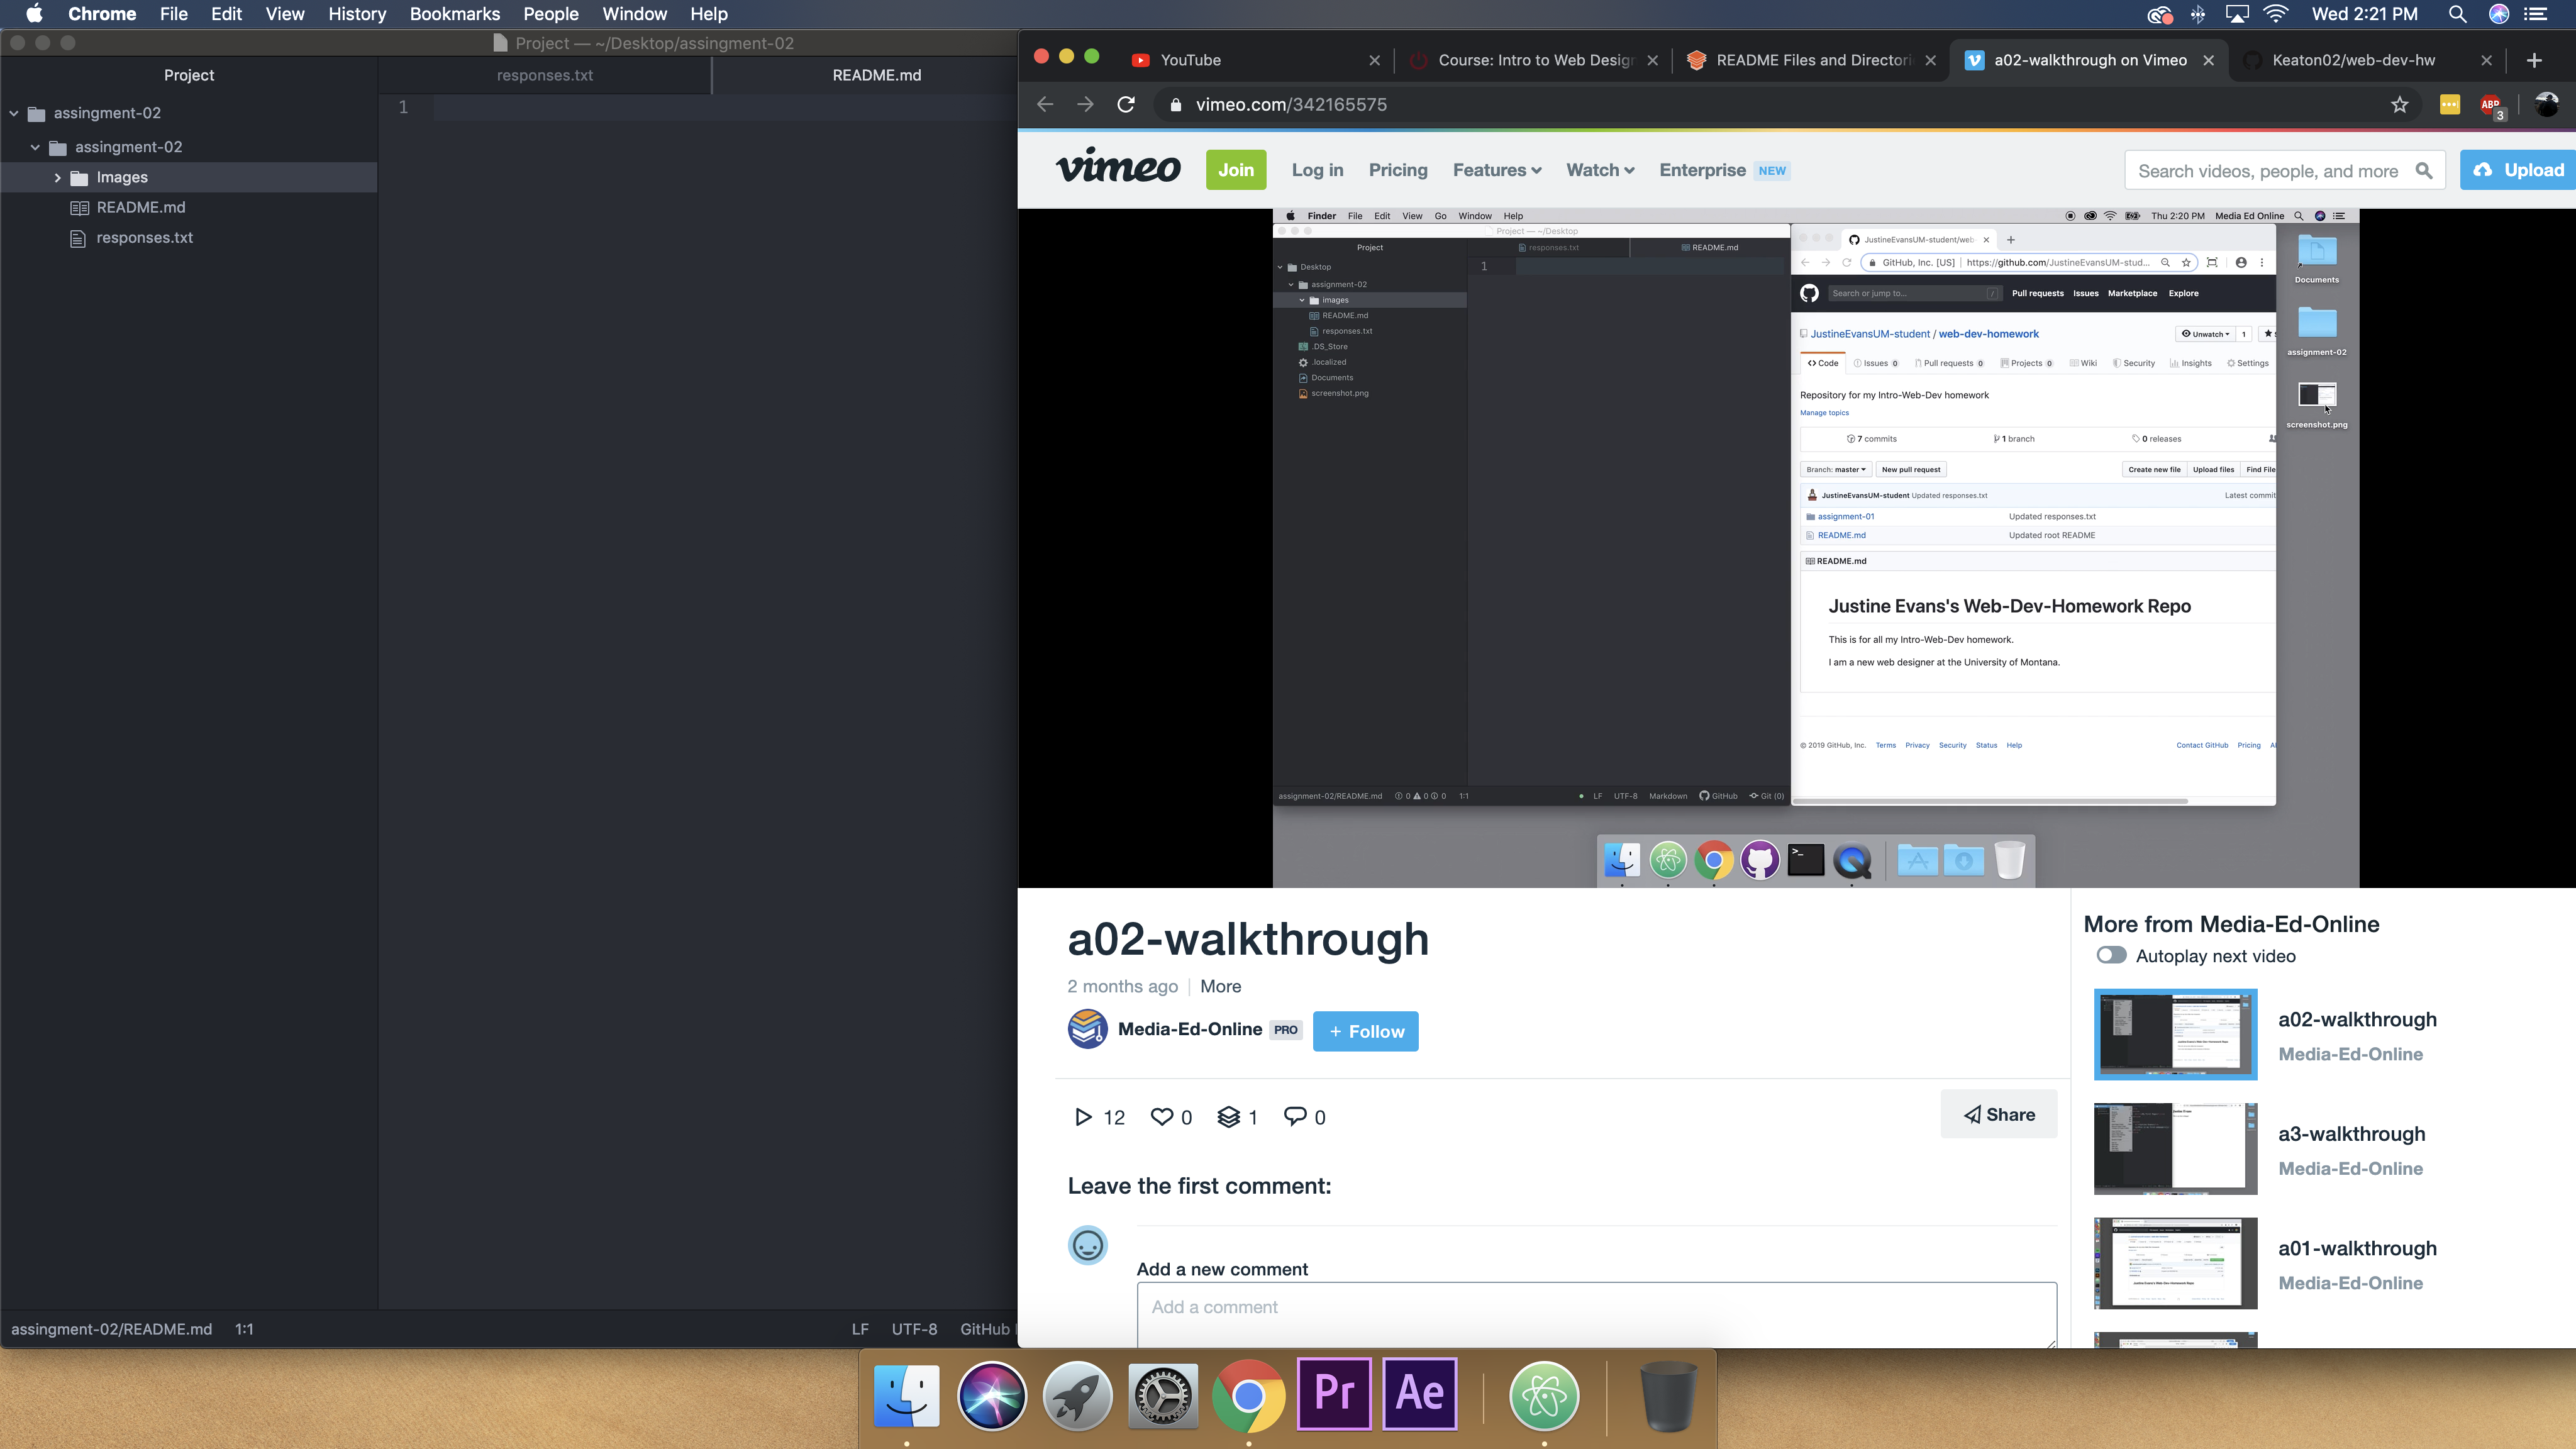 Chrome File Edit View History Bookmarks People Window Help Wed 2:21 PM
Project — ~/Desktop/assingment-02
Project
responses.txt
README.md
assingment-02
assingment-02
Images
README.md
responses.txt
1
assingment-02/README.md 1:1
LF UTF-8 GitHub
YouTube
Course: Intro to Web Design
README Files and Directori
a02-walkthrough on Vimeo
Keaton02/web-dev-hw
vimeo.com/342165575
ABP
3
vimeo
Join
Log in
Pricing
Features
Watch
Enterprise NEW
Search videos, people, and more
Upload
Finder File Edit View Go Window Help
Thu 2:20 PM Media Ed Online
Project — ~/Desktop
Project
responses.txt
README.md
Desktop
assignment-02
images
README.md
responses.txt
.DS_Store
.localized
Documents
screenshot.png
1
assignment-02/README.md 0 0 0 1:1
LF UTF-8 Markdown GitHub Git (0)
JustineEvansUM-student/web-
GitHub, Inc. [US] | https://github.com/JustineEvansUM-stud...
Search or jump to... /
Pull requests Issues Marketplace Explore
JustineEvansUM-student / web-dev-homework
Unwatch 1
Code Issues 0 Pull requests 0 Projects 0 Wiki Security Insights Settings
Repository for my Intro-Web-Dev homework
Manage topics
7 commits 1 branch 0 releases
Branch: master New pull request Create new file Upload files Find File
JustineEvansUM-student Updated responses.txt Latest commit
assignment-01 Updated responses.txt
README.md Updated root README
README.md
Justine Evans's Web-Dev-Homework Repo
This is for all my Intro-Web-Dev homework.
I am a new web designer at the University of Montana.
© 2019 GitHub, Inc. Terms Privacy Security Status Help Contact GitHub Pricing
Documents
assignment-02
screenshot.png
a02-walkthrough
2 months ago More
Media-Ed-Online PRO
+ Follow
12 0 1 0
Share
Leave the first comment:
Add a new comment
Add a comment
More from Media-Ed-Online
Autoplay next video
a02-walkthrough
Media-Ed-Online
a3-walkthrough
Media-Ed-Online
a01-walkthrough
Media-Ed-Online
Pr
Ae